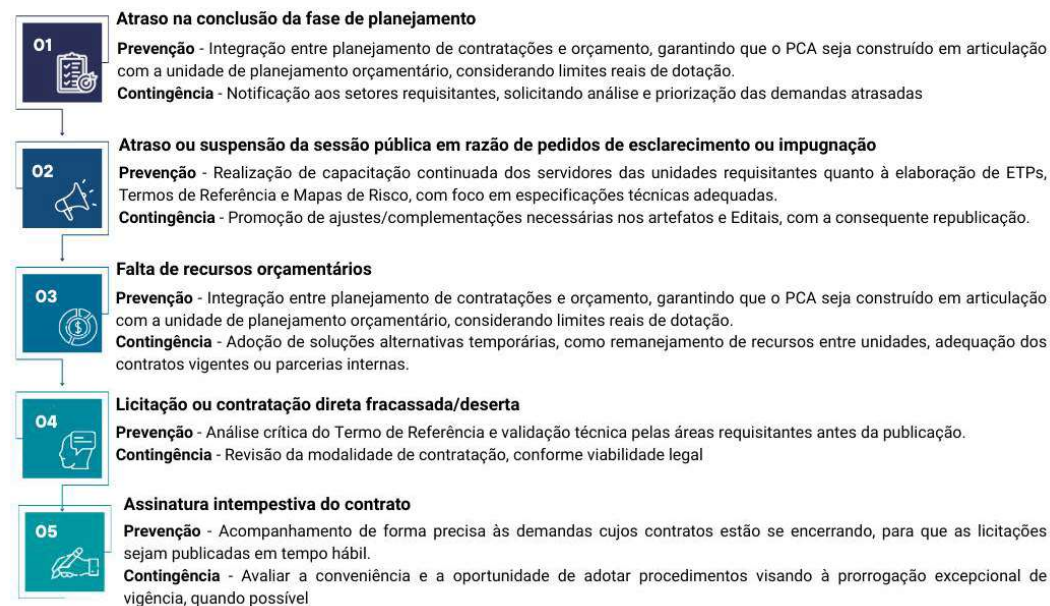 01
Atraso na conclusão da fase de planejamento
Prevenção - Integração entre planejamento de contratações e orçamento, garantindo que o PCA seja construído em articulação
com a unidade de planejamento orçamentário, considerando limites reais de dotação.
Contingência - Notificação aos setores requisitantes, solicitando análise e priorização das demandas atrasadas
02
Atraso ou suspensão da sessão pública em razão de pedidos de esclarecimento ou impugnação
Prevenção - Realização de capacitação continuada dos servidores das unidades requisitantes quanto à elaboração de ETPs,
Termos de Referência e Mapas de Risco, com foco em especificações técnicas adequadas.
Contingência - Promoção de ajustes/complementações necessárias nos artefatos e Editais, com a consequente republicação.
03
Falta de recursos orçamentários
Prevenção - Integração entre planejamento de contratações e orçamento, garantindo que o PCA seja construído em articulação
com a unidade de planejamento orçamentário, considerando limites reais de dotação.
Contingência - Adoção de soluções alternativas temporárias, como remanejamento de recursos entre unidades, adequação dos
contratos vigentes ou parcerias internas.
04
Licitação ou contratação direta fracassada/deserta
Prevenção - Análise crítica do Termo de Referência e validação técnica pelas áreas requisitantes antes da publicação.
Contingência - Revisão da modalidade de contratação, conforme viabilidade legal
05
Assinatura intempestiva do contrato
Prevenção - Acompanhamento de forma precisa às demandas cujos contratos estão se encerrando, para que as licitações
sejam publicadas em tempo hábil.
Contingência - Avaliar a conveniência e a oportunidade de adotar procedimentos visando à prorrogação excepcional de
vigência, quando possível